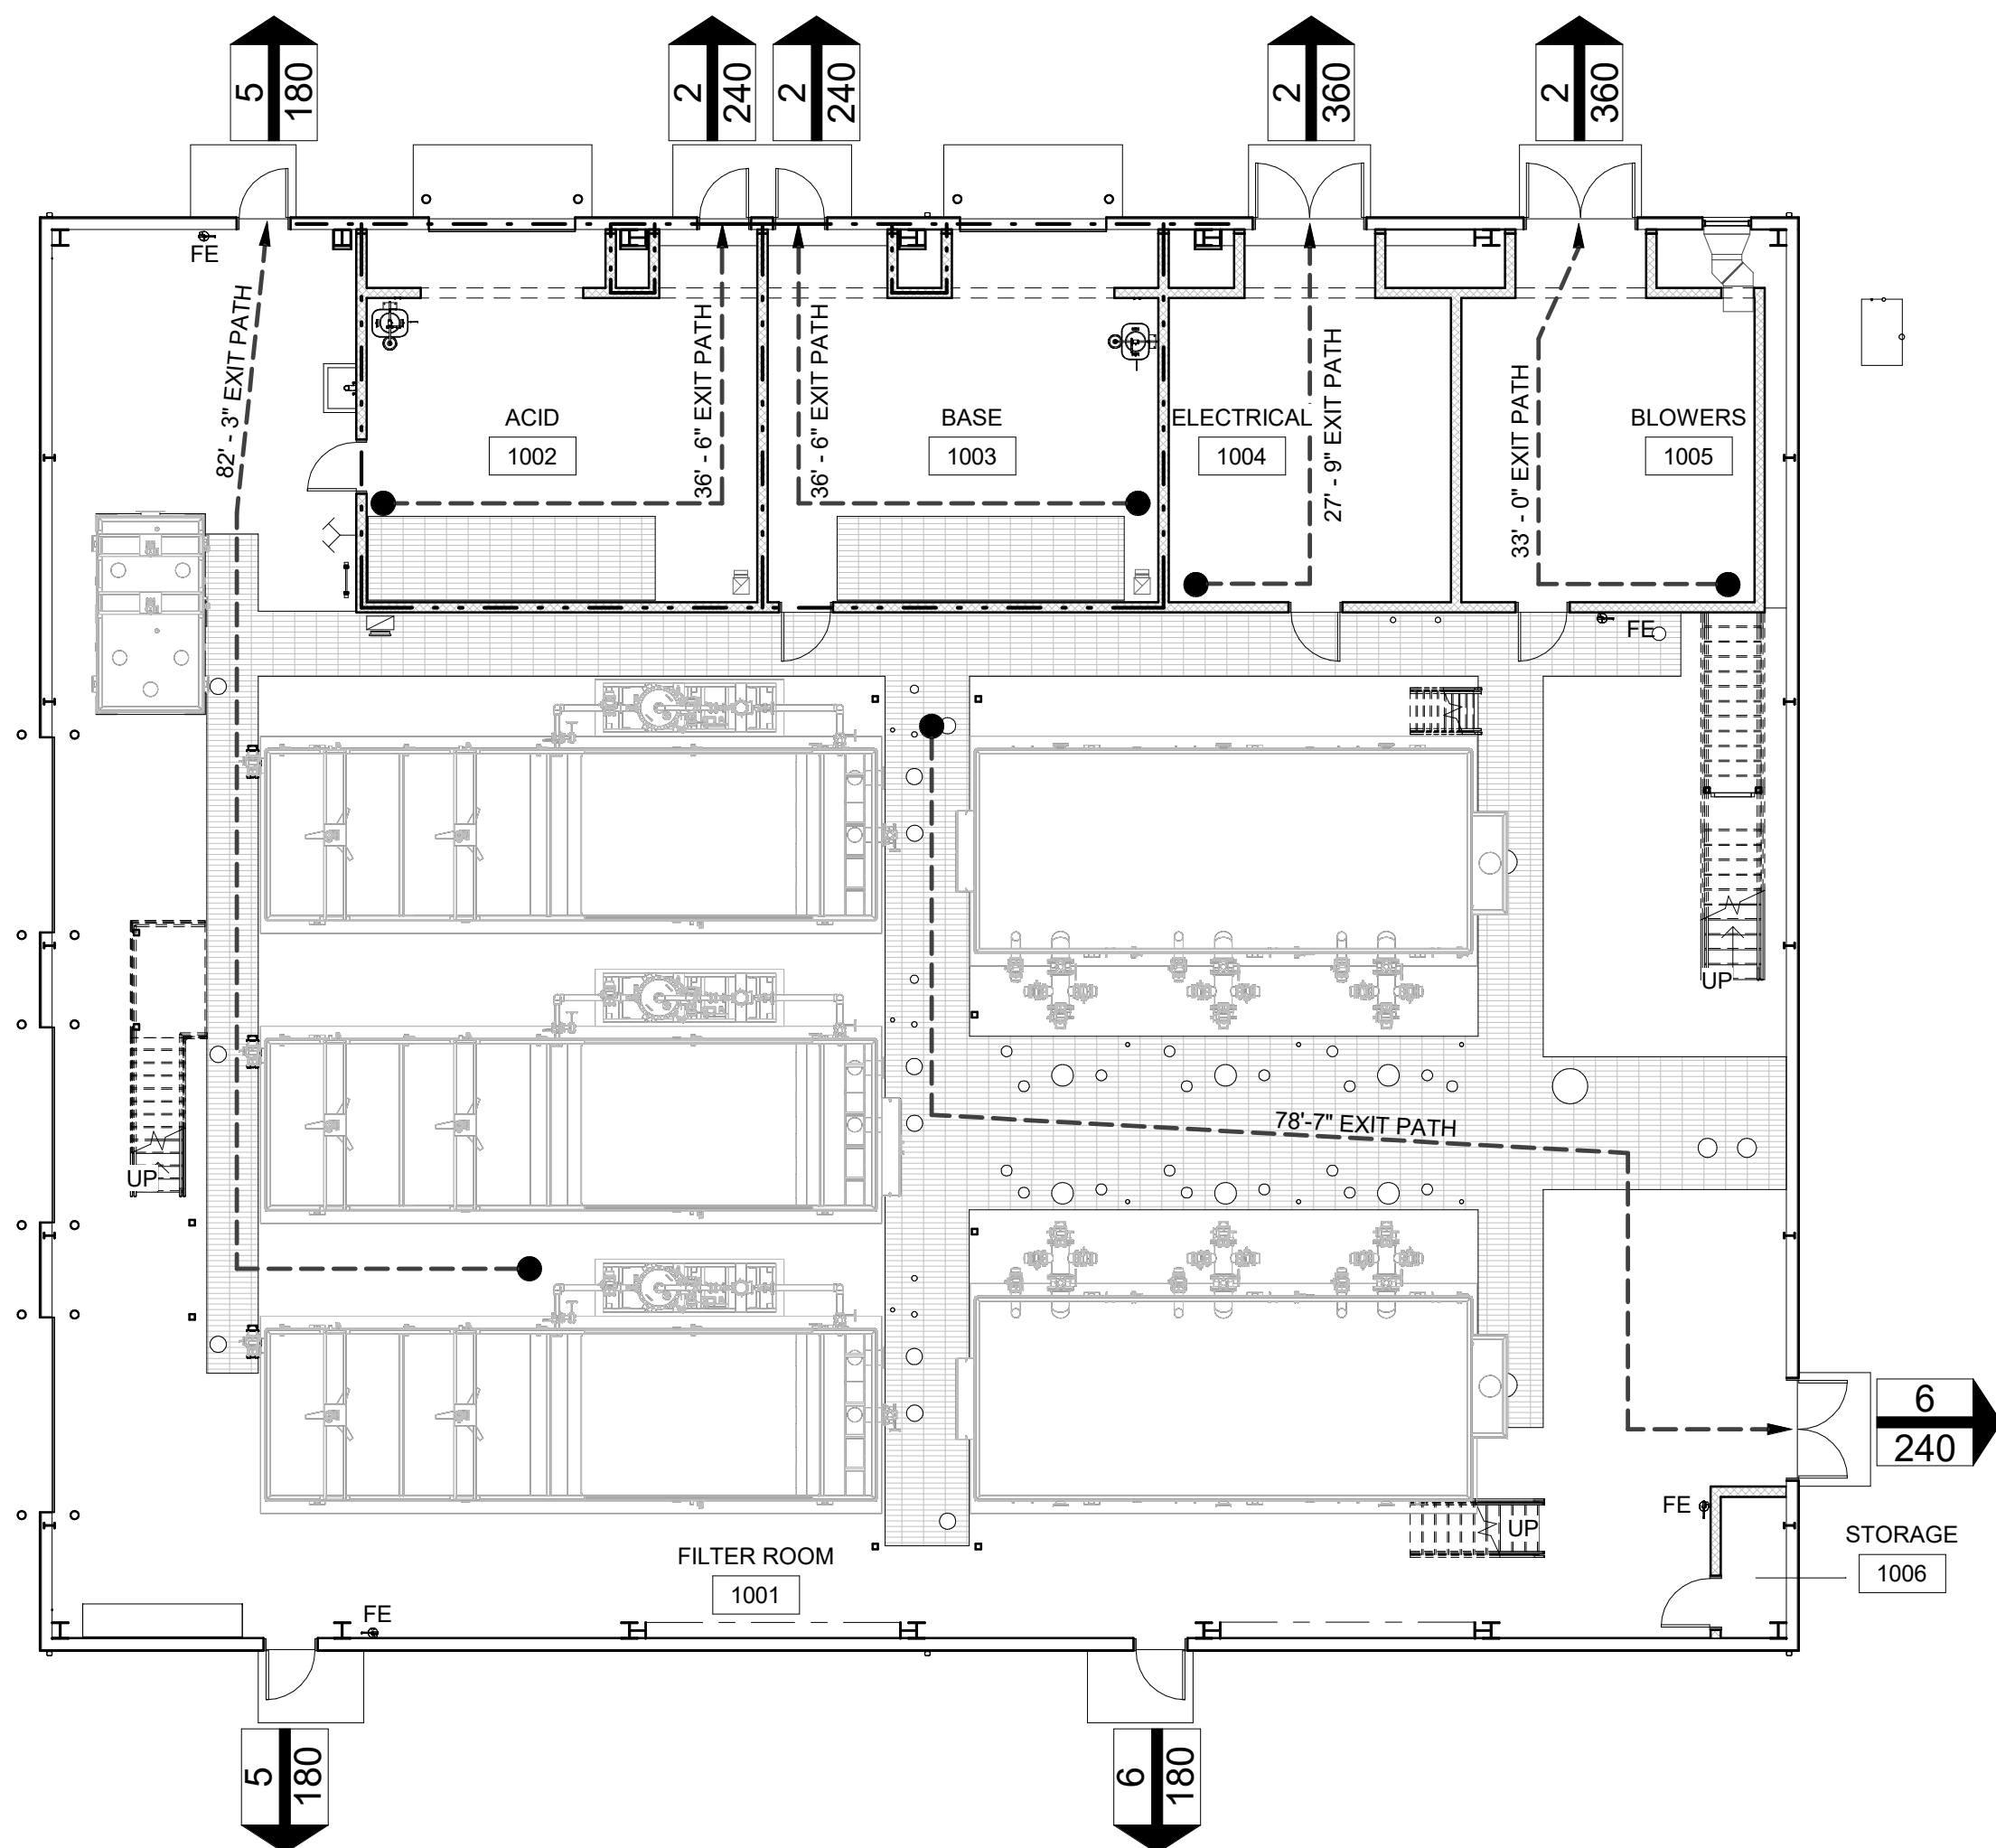 5
180
2
240
2
240
2
360
2
360
FE
82' - 3" EXIT PATH
36' - 6" EXIT PATH
36' - 6" EXIT PATH
27' - 9" EXIT PATH
33' - 0" EXIT PATH
ACID
1002
BASE
1003
ELECTRICAL
1004
BLOWERS
1005
FE
UP
78'-7" EXIT PATH
UP
6
240
FE
UP
STORAGE
1006
FILTER ROOM
1001
FE
5
180
6
180